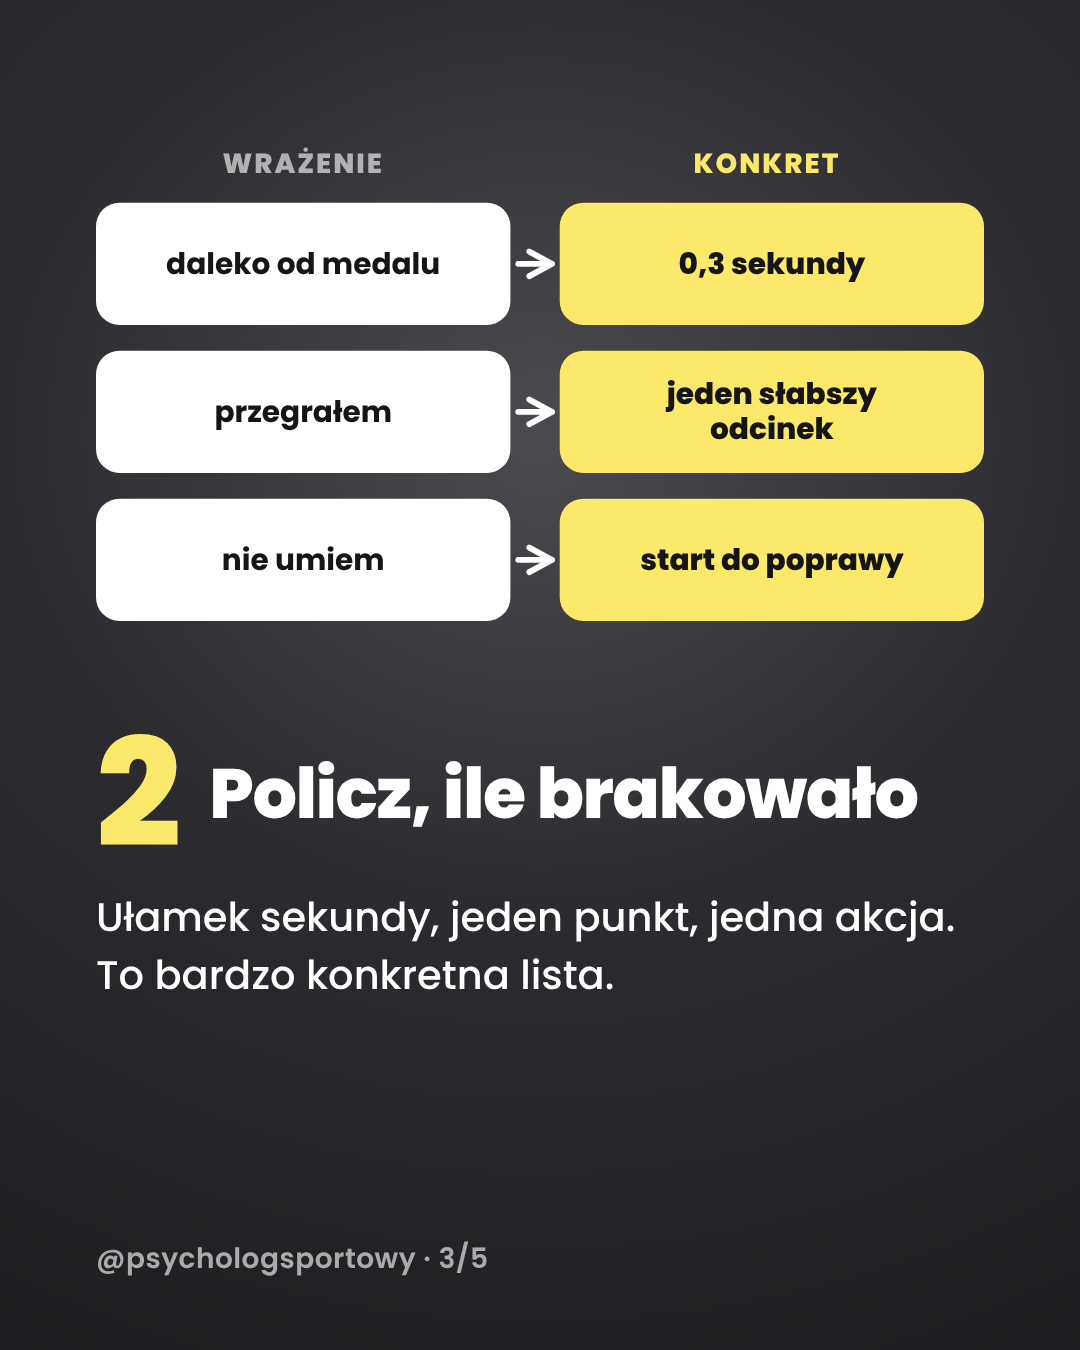 WRAŻENIE
KONKRET
daleko od medalu
0,3 sekundy
przegrałem
jeden słabszy
odcinek
nie umiem
start do poprawy
2 Policz, ile brakowało
Ułamek sekundy, jeden punkt, jedna akcja.
To bardzo konkretna lista.
@psychologsportowy · 3/5